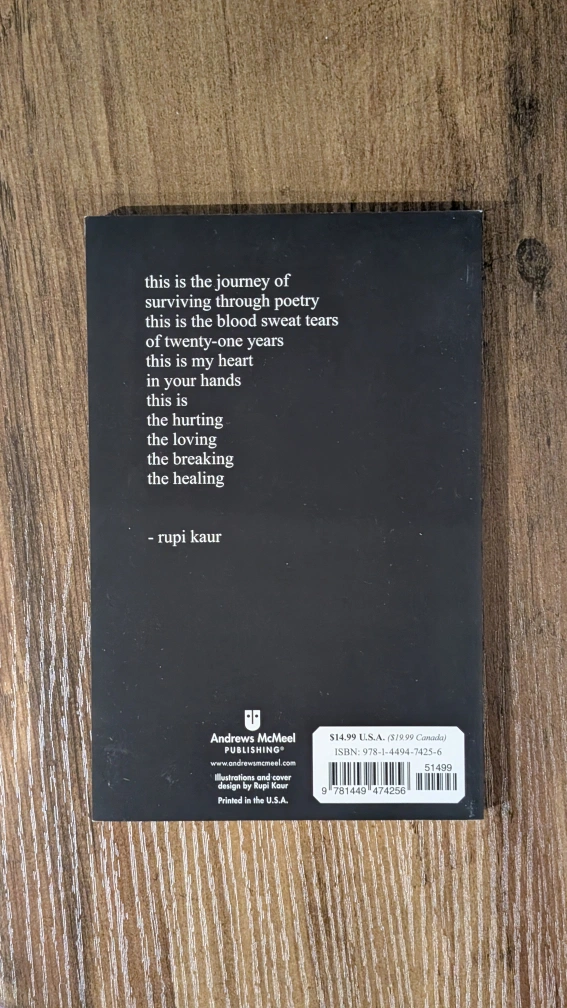 this is the journey of
surviving through poetry
this is the blood sweat tears
of twenty-one years
this is my heart
in your hands
this is
the hurting
the loving
the breaking
the healing
- rupi kaur
Andrews McMeel
PUBLISHING®
www.andrewsmcmeel.com
Illustrations and cover
design by Rupi Kaur
Printed in the U.S.A.
$14.99 U.S.A. ($19.99 Canada)
ISBN: 978-1-4494-7425-6
51499
9 781449 474256